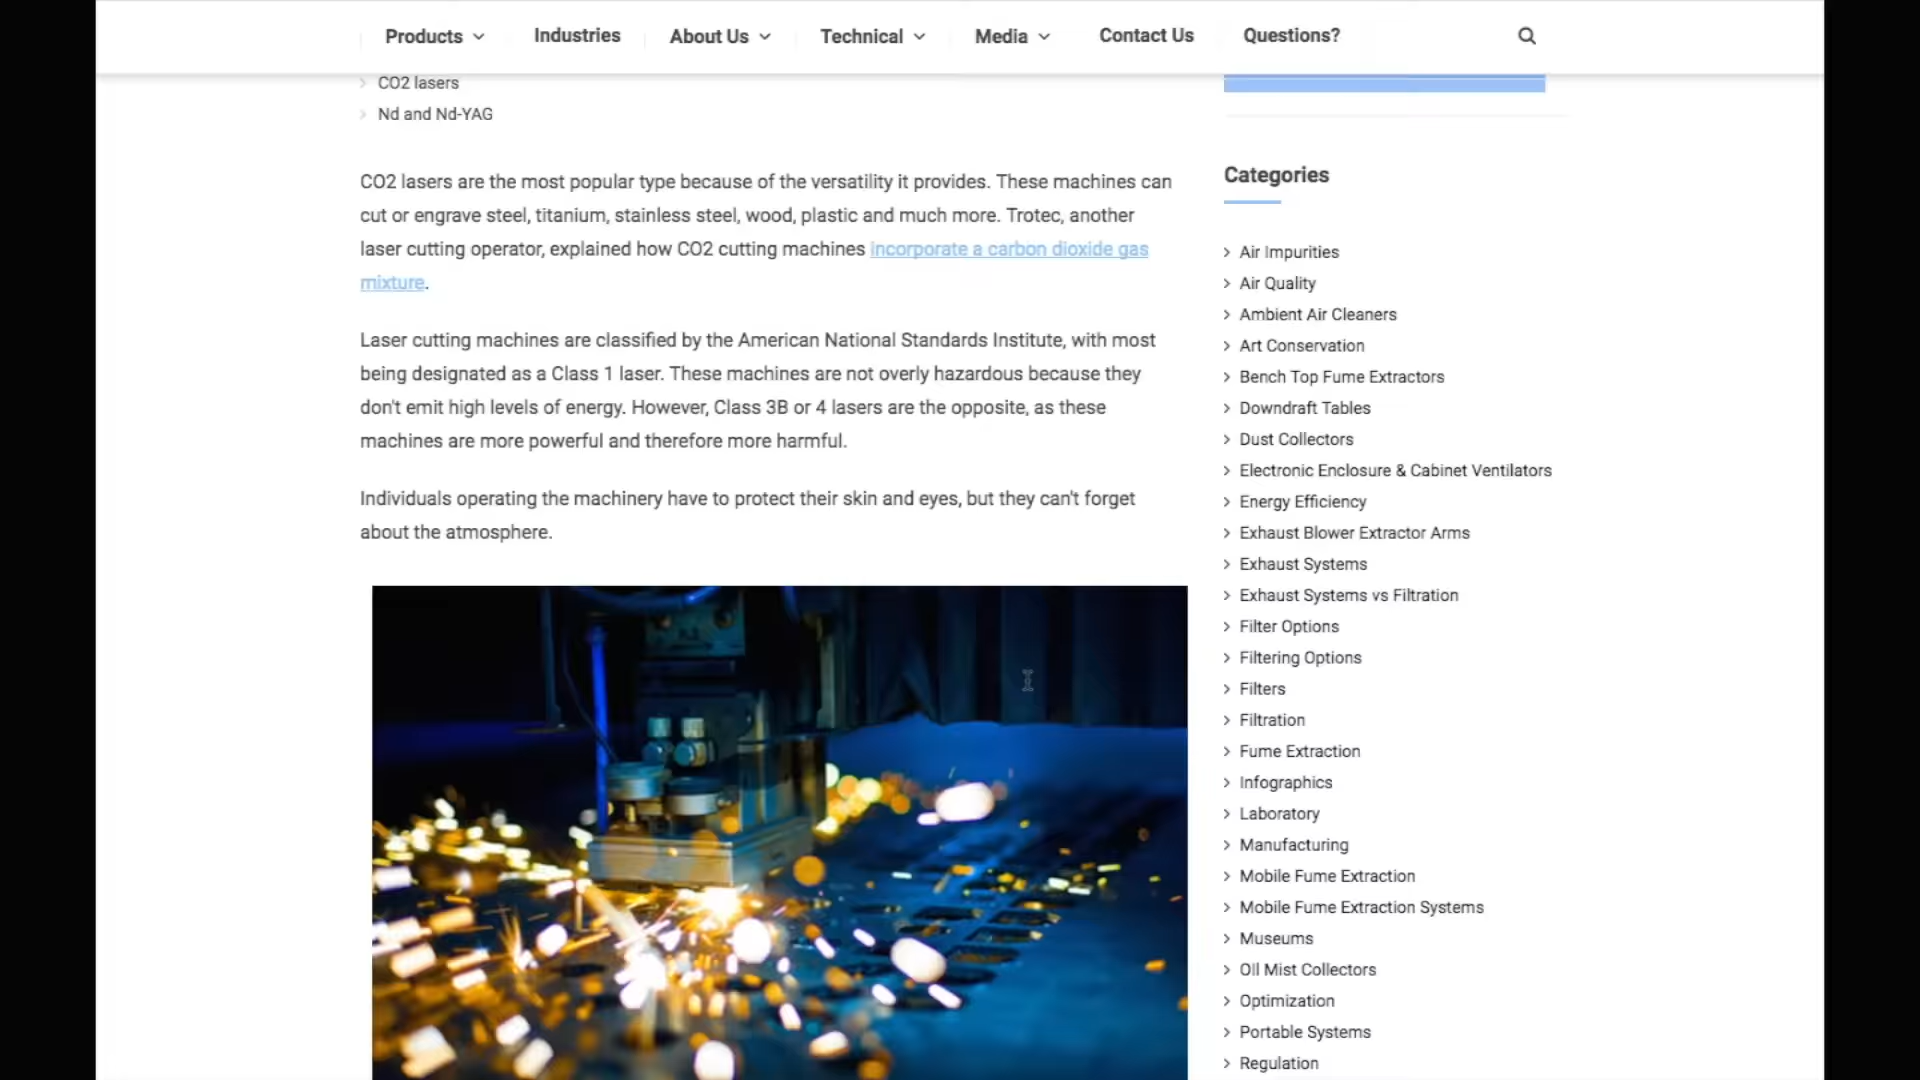 Products
Industries
About Us
Technical
Media
Contact Us
Questions?
CO2 lasers
Nd and Nd-YAG
CO2 lasers are the most popular type because of the versatility it provides. These machines can
cut or engrave steel, titanium, stainless steel, wood, plastic and much more. Trotec, another
laser cutting operator, explained how CO2 cutting machines incorporate a carbon dioxide gas
mixture.
Laser cutting machines are classified by the American National Standards Institute, with most
being designated as a Class 1 laser. These machines are not overly hazardous because they
don't emit high levels of energy. However, Class 3B or 4 lasers are the opposite, as these
machines are more powerful and therefore more harmful.
Individuals operating the machinery have to protect their skin and eyes, but they can't forget
about the atmosphere.
Categories
Air Impurities
Air Quality
Ambient Air Cleaners
Art Conservation
Bench Top Fume Extractors
Downdraft Tables
Dust Collectors
Electronic Enclosure & Cabinet Ventilators
Energy Efficiency
Exhaust Blower Extractor Arms
Exhaust Systems
Exhaust Systems vs Filtration
Filter Options
Filtering Options
Filters
Filtration
Fume Extraction
Infographics
Laboratory
Manufacturing
Mobile Fume Extraction
Mobile Fume Extraction Systems
Museums
Oil Mist Collectors
Optimization
Portable Systems
Regulation